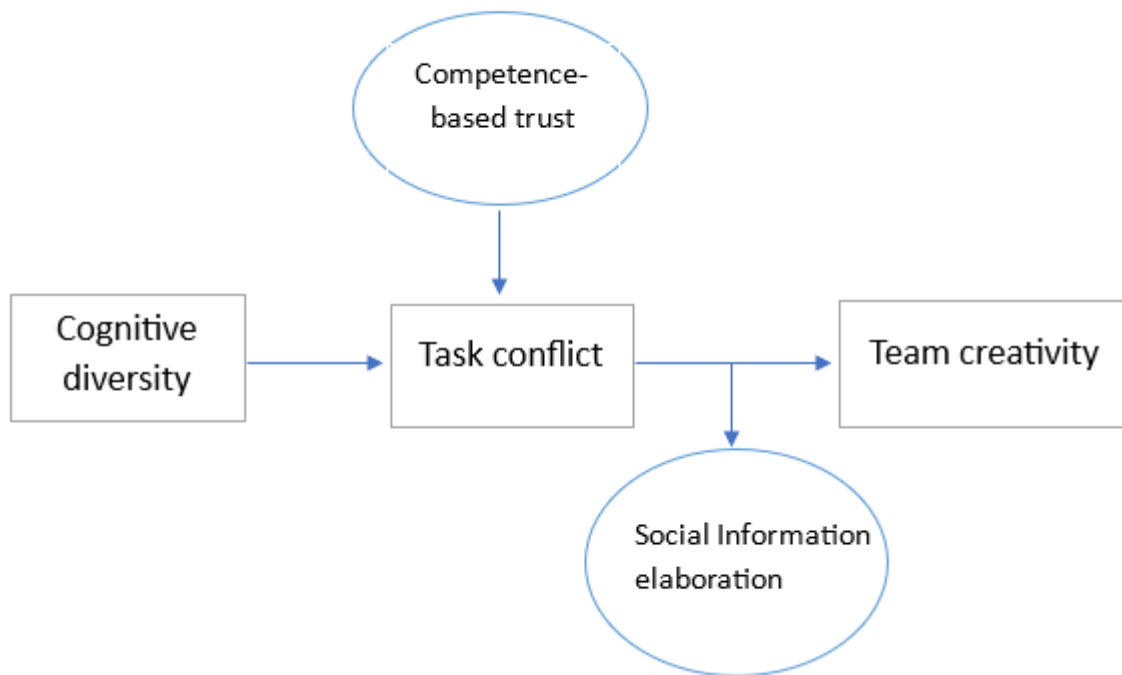 Competence-
based trust
Cognitive
diversity
Task conflict
Team creativity
Social Information
elaboration